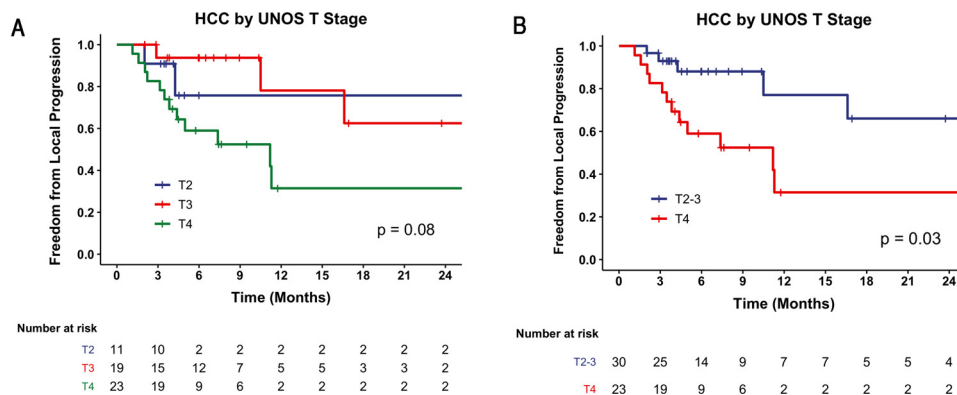 A
HCC by UNOS T Stage
Freedom from Local Progression
1.0
0.8
0.6
0.4
0.2
0.0
T2
T3
T4
p = 0.08
0 3 6 9 12 15 18 21 24
Time (Months)
Number at risk
T2 11 10 2 2 2 2 2 2 2
T3 19 15 12 7 5 5 3 3 2
T4 23 19 9 6 2 2 2 2 2
B
HCC by UNOS T Stage
Freedom from Local Progression
1.0
0.8
0.6
0.4
0.2
0.0
T2-3
T4
p = 0.03
0 3 6 9 12 15 18 21 24
Time (Months)
Number at risk
T2-3 30 25 14 9 7 7 5 5 4
T4 23 19 9 6 2 2 2 2 2